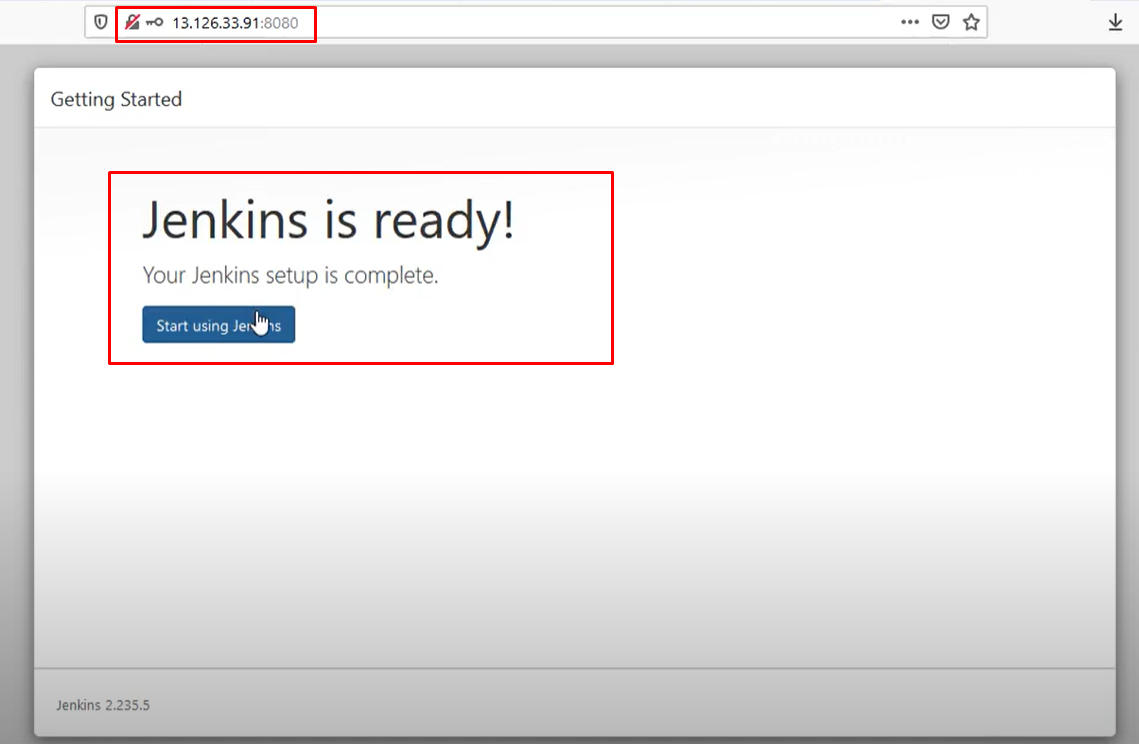 13.126.33.91:8080
Getting Started
Jenkins is ready!
Your Jenkins setup is complete.
Start using Jenkins
Jenkins 2.235.5